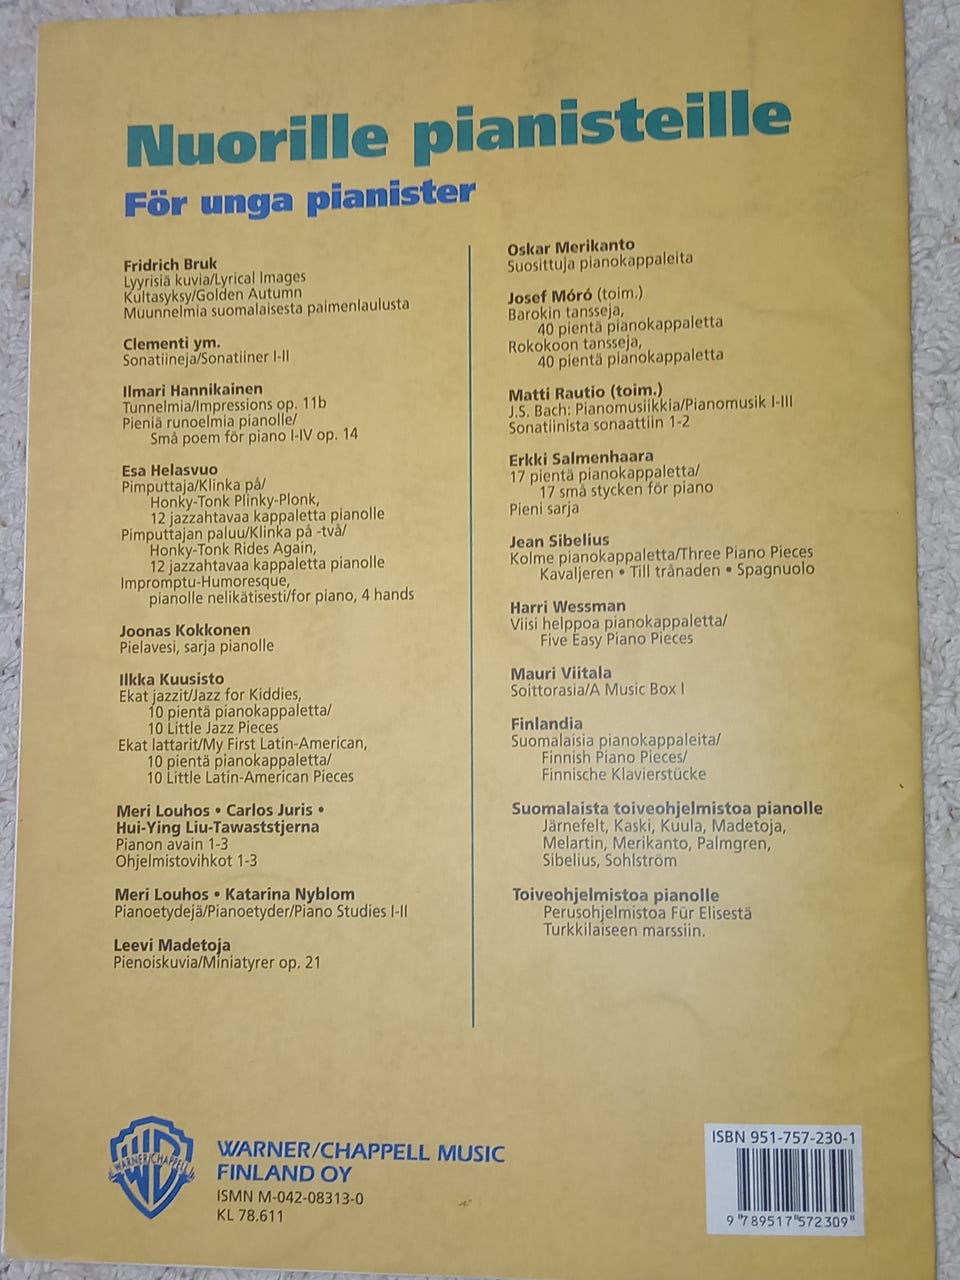 Nuorille pianisteille
För unga pianister
Fridrich Bruk
Lyyrisiä kuvia/Lyrical Images
Kultasyksy/Golden Autumn
Muunnelmia suomalaisesta paimenlaulusta
Clementi ym.
Sonatiineja/Sonatiner I-II
Ilmari Hannikainen
Tunnelmia/Impressions op. 11b
Pieniä runoelmia pianolle/
Små poem för piano I-IV op. 14
Esa Helasvuo
Pimputtaja/Klinka på/
Honky-Tonk Plinky-Plonk,
12 jazzahtavaa kappaletta pianolle
Pimputtajan paluu/Klinka på -två/
Honky-Tonk Rides Again,
12 jazzahtavaa kappaletta pianolle
Impromptu-Humoresque,
pianolle nelikätisesti/for piano, 4 hands
Joonas Kokkonen
Pielavesi, sarja pianolle
Ilkka Kuusisto
Ekat jazzit/Jazz for Kiddies,
10 pientä pianokappaletta/
10 Little Jazz Pieces
Ekat lattarit/My First Latin-American,
10 pientä pianokappaletta/
10 Little Latin-American Pieces
Meri Louhos • Carlos Juris •
Hui-Ying Liu-Tawaststjerna
Pianon avain 1-3
Ohjelmistovihkot 1-3
Meri Louhos • Katarina Nyblom
Pianoetydejä/Pianoetyder/Piano Studies I-II
Leevi Madetoja
Pienoiskuvia/Miniatyrer op. 21
Oskar Merikanto
Suosittuja pianokappaleita
Josef Móró (toim.)
Barokin tansseja,
40 pientä pianokappaletta
Rokokoon tansseja,
40 pientä pianokappaletta
Matti Rautio (toim.)
J.S. Bach: Pianomusiikkia/Pianomusik I-III
Sonatiinista sonaattiin 1-2
Erkki Salmenhaara
17 pientä pianokappaletta/
17 små stycken för piano
Pieni sarja
Jean Sibelius
Kolme pianokappaletta/Three Piano Pieces
Kavaljeren • Till trånaden • Spagnuolo
Harri Wessman
Viisi helppoa pianokappaletta/
Five Easy Piano Pieces
Mauri Viitala
Soittorasia/A Music Box I
Finlandia
Suomalaisia pianokappaleita/
Finnish Piano Pieces/
Finnische Klavierstücke
Suomalaista toiveohjelmistoa pianolle
Järnefelt, Kaski, Kuula, Madetoja,
Melartin, Merikanto, Palmgren,
Sibelius, Sohlström
Toiveohjelmistoa pianolle
Perusohjelmistoa Für Elisestä
Turkkilaiseen marssiin.
WARNER/CHAPPELL
WARNER/CHAPPELL MUSIC
FINLAND OY
ISMN M-042-08313-0
KL 78.611
ISBN 951-757-230-1
9 789517 572309